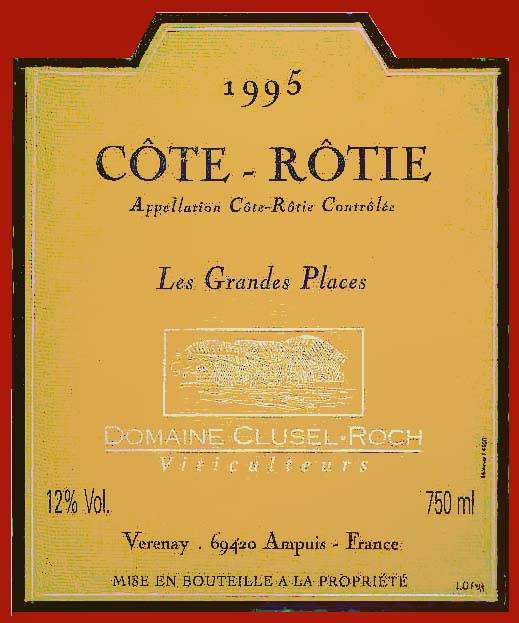 1995
CÔTE - RÔTIE
Appellation Côte-Rôtie Contrôlée
Les Grandes Places
DOMAINE CLUSEL-ROCH
Viticulteurs
12% Vol.
750 ml
Verenay . 69420 Ampuis - France
MISE EN BOUTEILLE A LA PROPRIÉTÉ